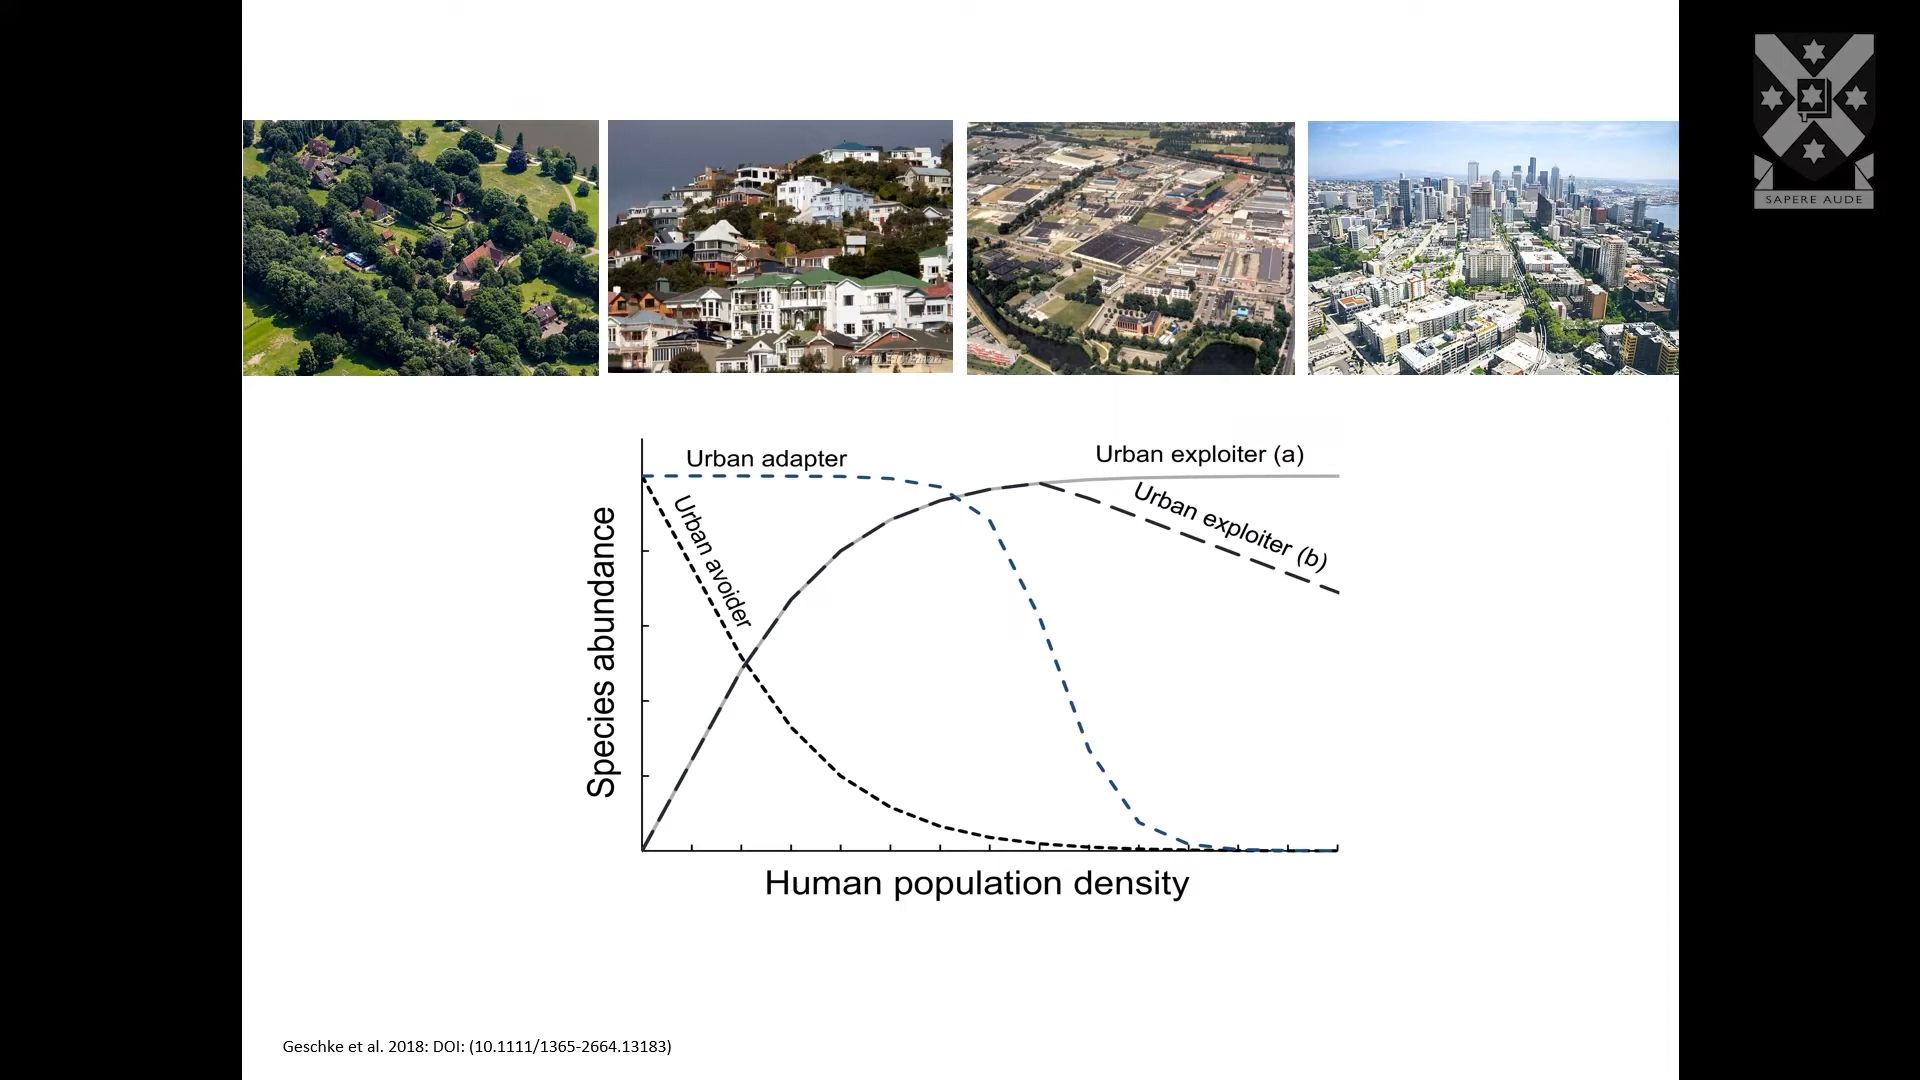 SAPERE AUDE
Urban adapter
Urban exploiter (a)
Urban exploiter (b)
Urban avoider
Species abundance
Human population density
Geschke et al. 2018: DOI: (10.1111/1365-2664.13183)